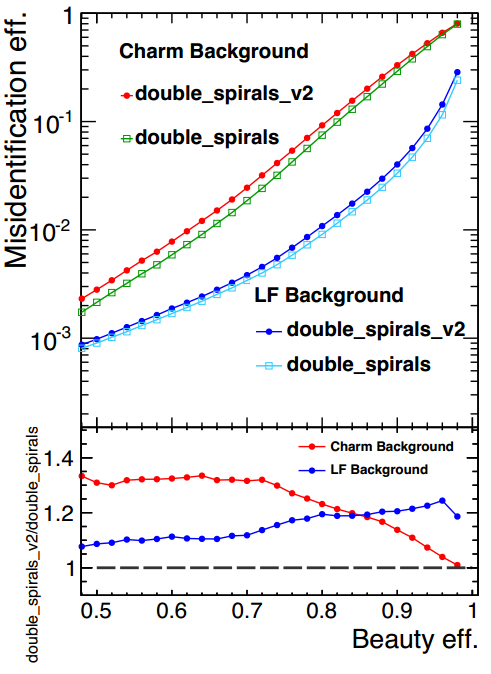 Misidentification eff.
1
10-1
10-2
10-3
Charm Background
double_spirals_v2
double_spirals
LF Background
double_spirals_v2
double_spirals
double_spirals_v2/double_spirals
1.4
1.2
1
Charm Background
LF Background
0.5 0.6 0.7 0.8 0.9 1
Beauty eff.